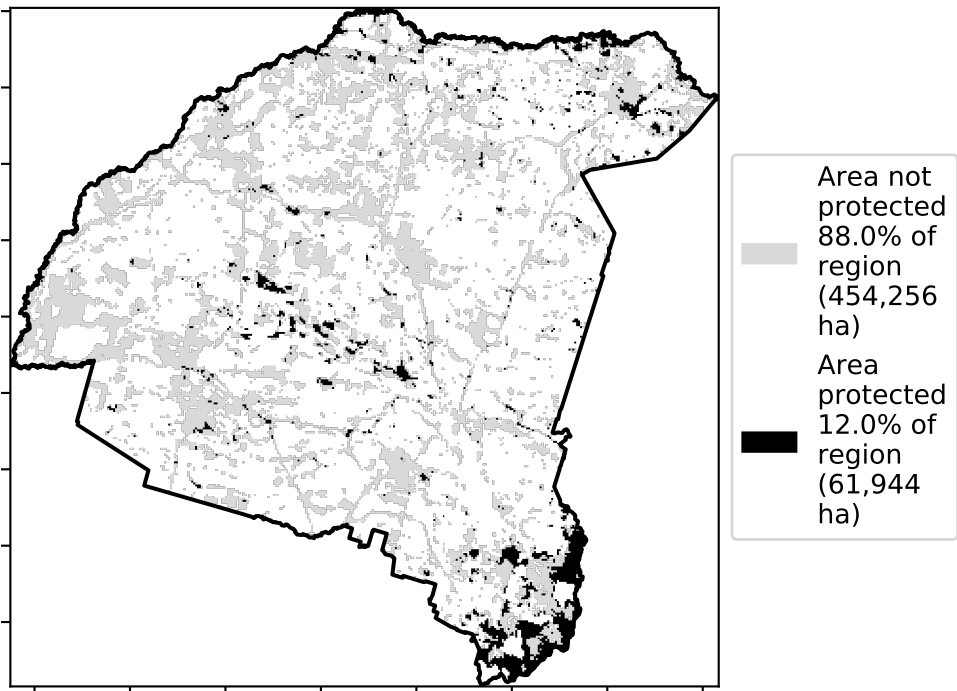 Area not
protected
88.0% of
region
(454,256
ha)
Area
protected
12.0% of
region
(61,944
ha)